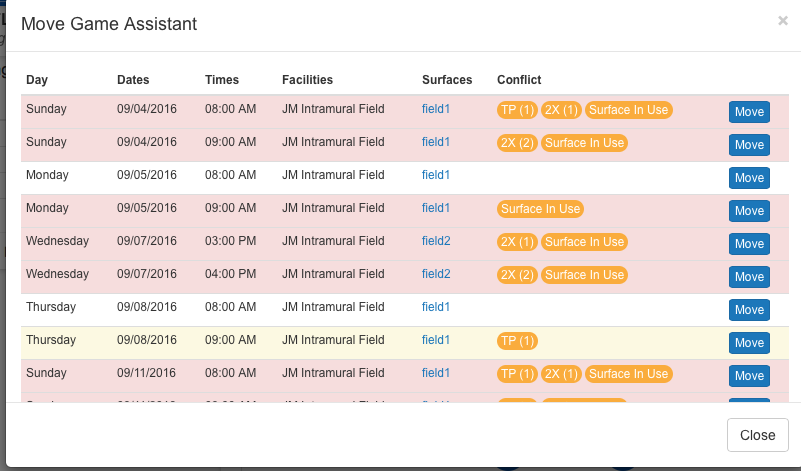 Move Game Assistant ×
Day Dates Times Facilities Surfaces Conflict
Sunday 09/04/2016 08:00 AM JM Intramural Field field1 TP (1) 2X (1) Surface In Use Move
Sunday 09/04/2016 09:00 AM JM Intramural Field field1 2X (2) Surface In Use Move
Monday 09/05/2016 08:00 AM JM Intramural Field field1 Move
Monday 09/05/2016 09:00 AM JM Intramural Field field1 Surface In Use Move
Wednesday 09/07/2016 03:00 PM JM Intramural Field field2 2X (1) Surface In Use Move
Wednesday 09/07/2016 04:00 PM JM Intramural Field field2 2X (2) Surface In Use Move
Thursday 09/08/2016 08:00 AM JM Intramural Field field1 Move
Thursday 09/08/2016 09:00 AM JM Intramural Field field1 TP (1) Move
Sunday 09/11/2016 08:00 AM JM Intramural Field field1 TP (1) 2X (1) Surface In Use Move
Close